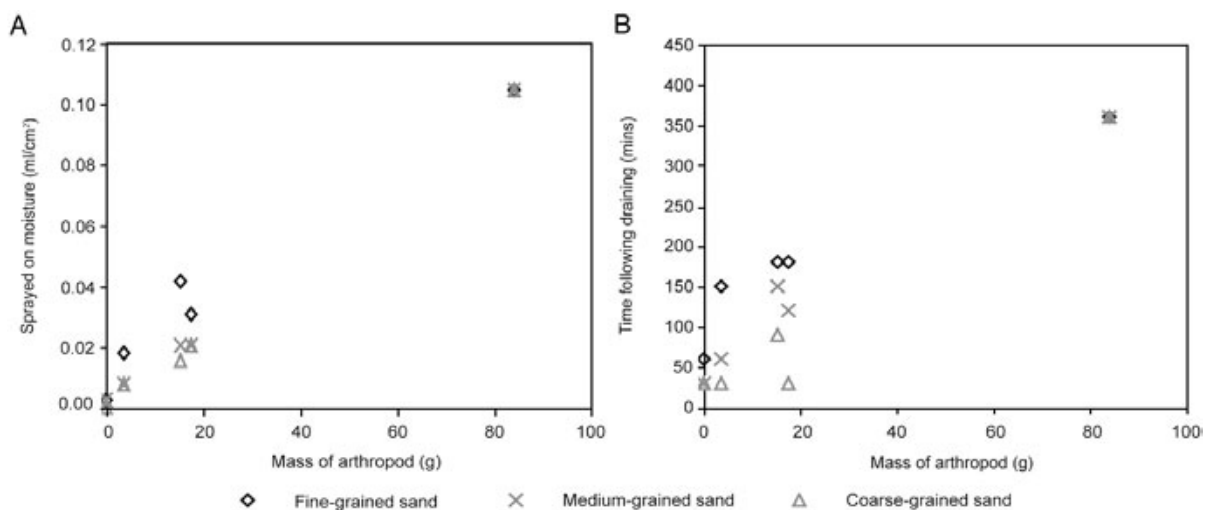 A
Sprayed on moisture (ml/cm²)
0.12
0.10
0.08
0.06
0.04
0.02
0.00
0 20 40 60 80 100
Mass of arthropod (g)
B
Time following draining (mins)
450
400
350
300
250
200
150
100
50
0
0 20 40 60 80 100
Mass of arthropod (g)
Fine-grained sand Medium-grained sand Coarse-grained sand